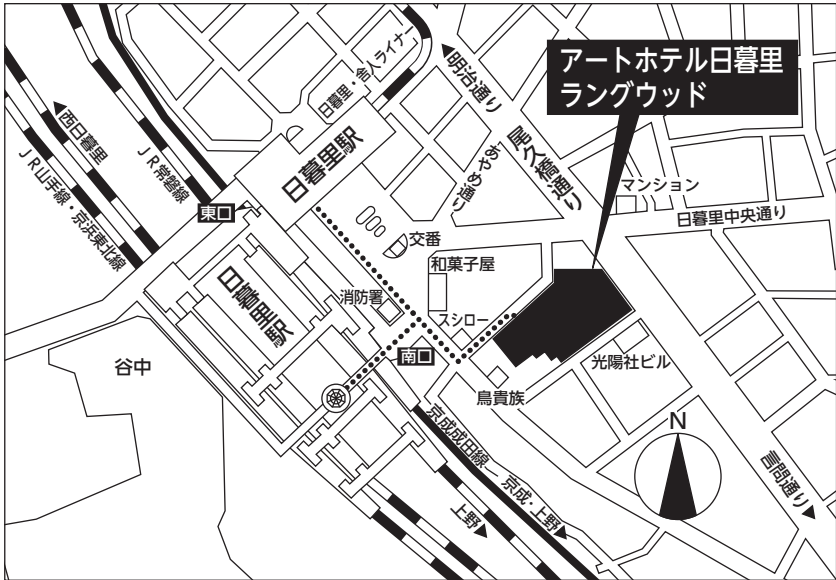 アートホテル日暮里
ラングウッド
日暮里・舎人ライナー
明治通り
西日暮里
JR常磐線
JR山手線・京浜東北線
日暮里駅
東口
あやめ通り
尾久橋通り
マンション
日暮里中央通り
交番
和菓子屋
消防署
スシロー
日暮里駅
南口
谷中
光陽社ビル
鳥貴族
N
京成成田線
京成・上野
上野
言問通り